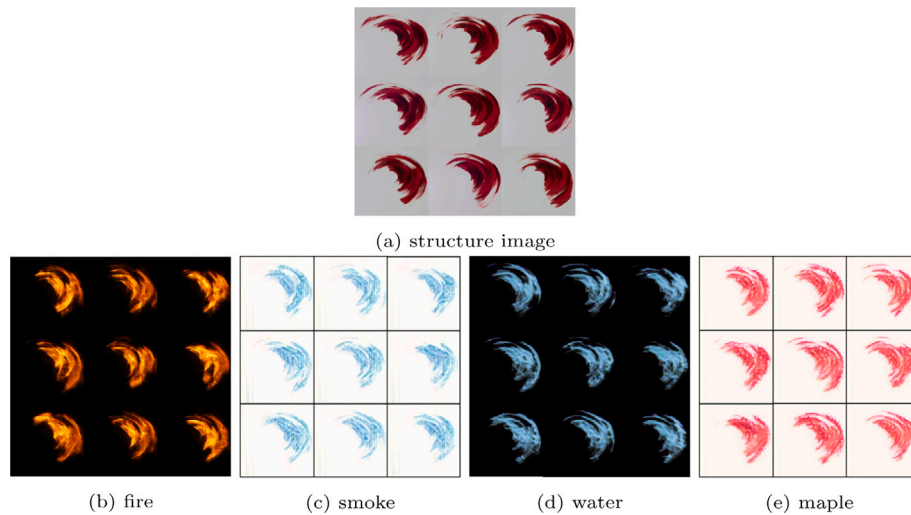 (a) structure image
(b) fire
(c) smoke
(d) water
(e) maple